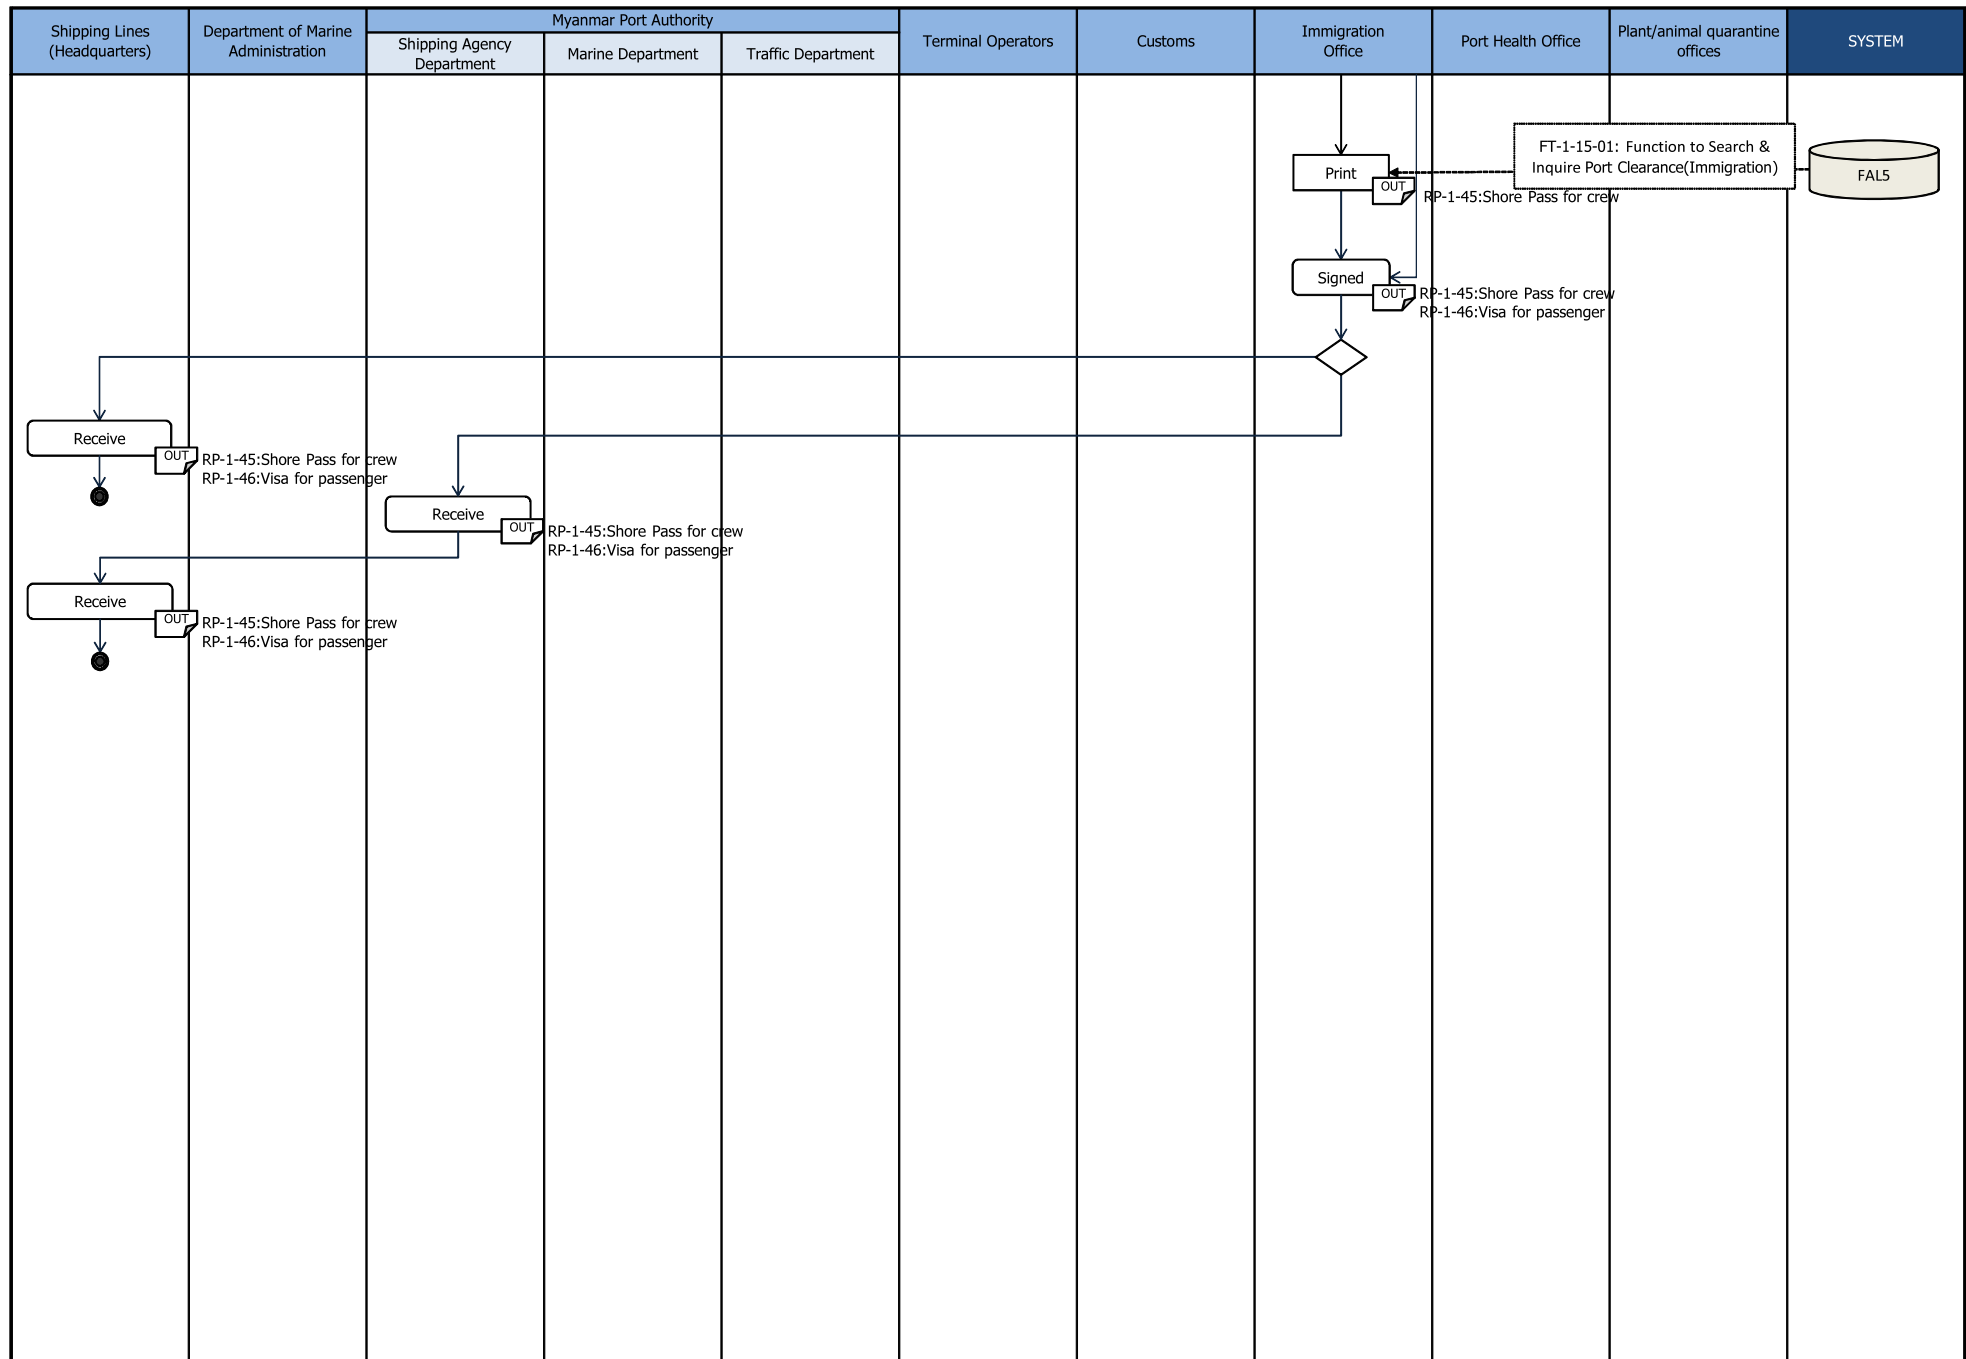 Shipping Lines
(Headquarters)
Department of Marine
Administration
Myanmar Port Authority
Shipping Agency
Department
Marine Department
Traffic Department
Terminal Operators
Customs
Immigration
Office
Port Health Office
Plant/animal quarantine
offices
SYSTEM
FT-1-15-01: Function to Search &
Inquire Port Clearance(Immigration)
FAL5
Print
OUT
RP-1-45:Shore Pass for crew
Signed
OUT
RP-1-45:Shore Pass for crew
RP-1-46:Visa for passenger
Receive
OUT
RP-1-45:Shore Pass for crew
RP-1-46:Visa for passenger
Receive
OUT
RP-1-45:Shore Pass for crew
RP-1-46:Visa for passenger
Receive
OUT
RP-1-45:Shore Pass for crew
RP-1-46:Visa for passenger